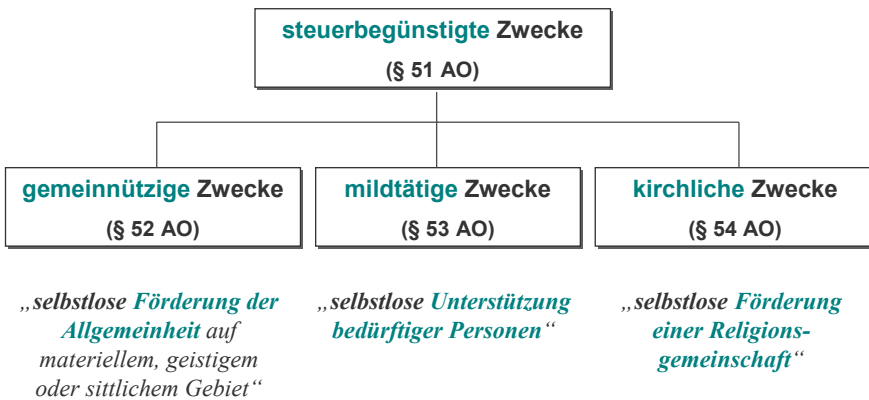 steuerbegünstigte Zwecke
(§ 51 AO)
gemeinnützige Zwecke
(§ 52 AO)
„selbstlose Förderung der
Allgemeinheit auf
materiellem, geistigem
oder sittlichem Gebiet“
mildtätige Zwecke
(§ 53 AO)
„selbstlose Unterstützung
bedürftiger Personen“
kirchliche Zwecke
(§ 54 AO)
„selbstlose Förderung
einer Religions-
gemeinschaft“